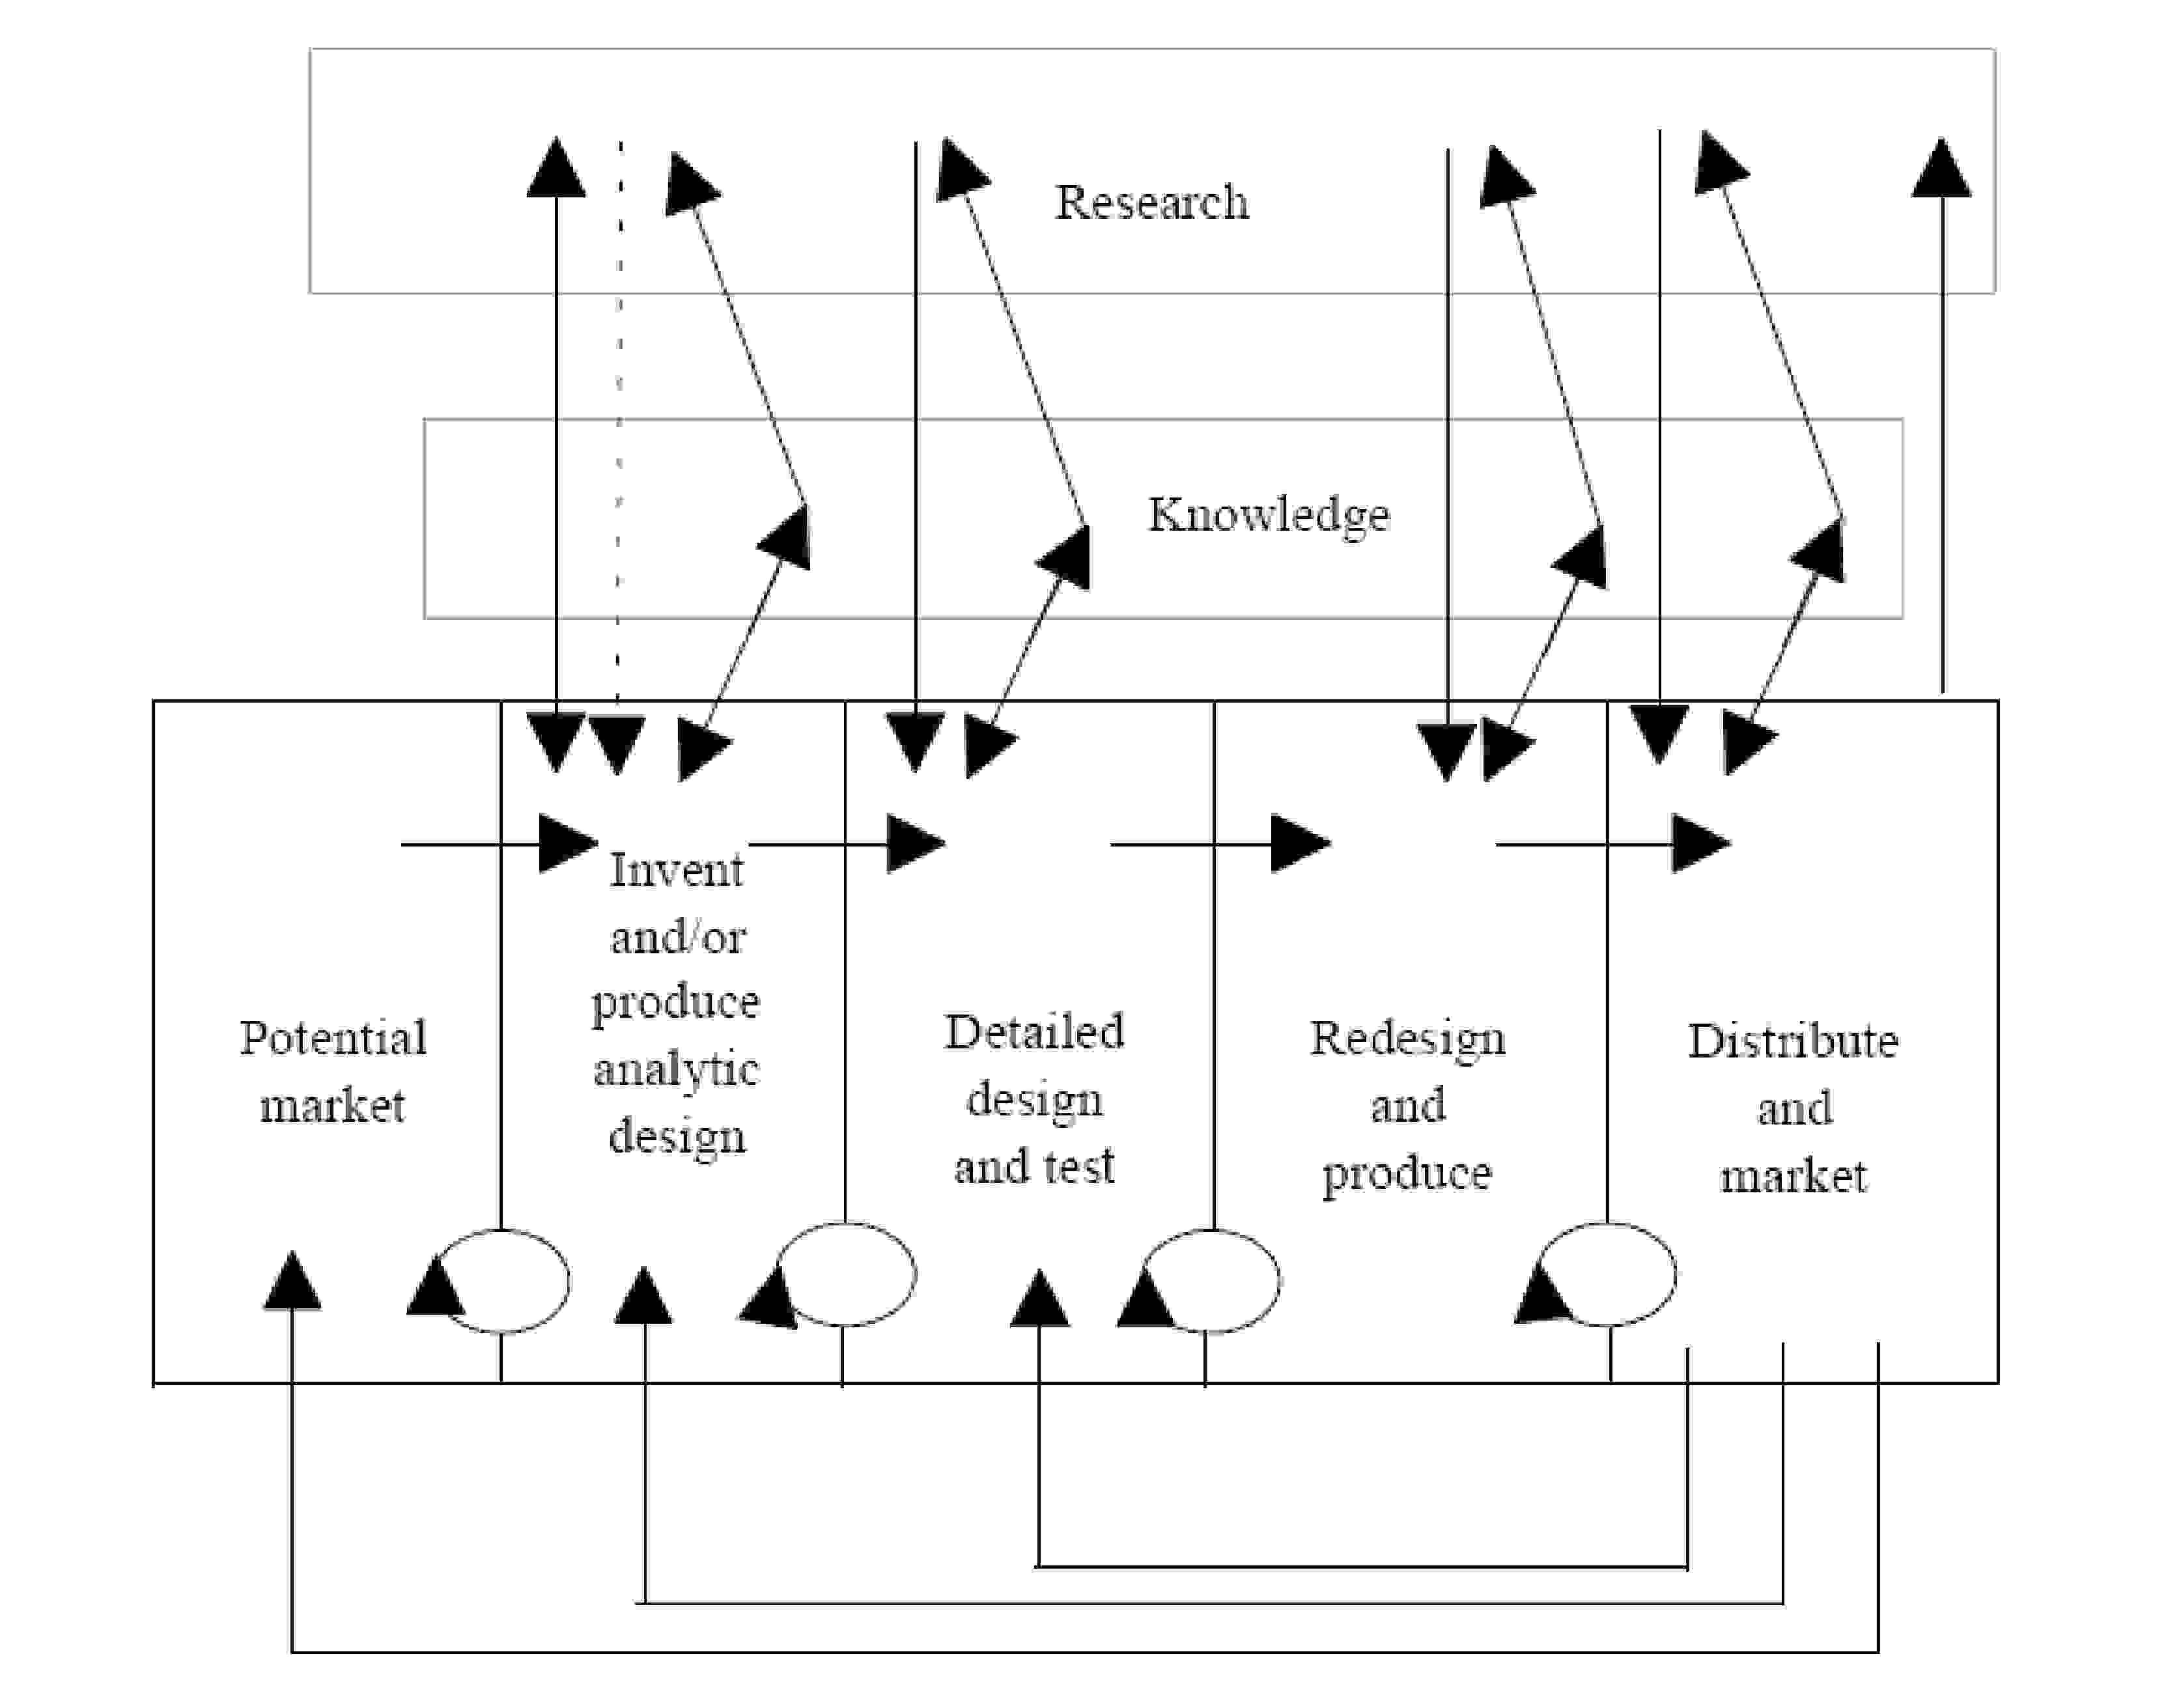 Research
Knowledge
Potential
market
Invent
and/or
produce
analytic
design
Detailed
design
and test
Redesign
and
produce
Distribute
and
market